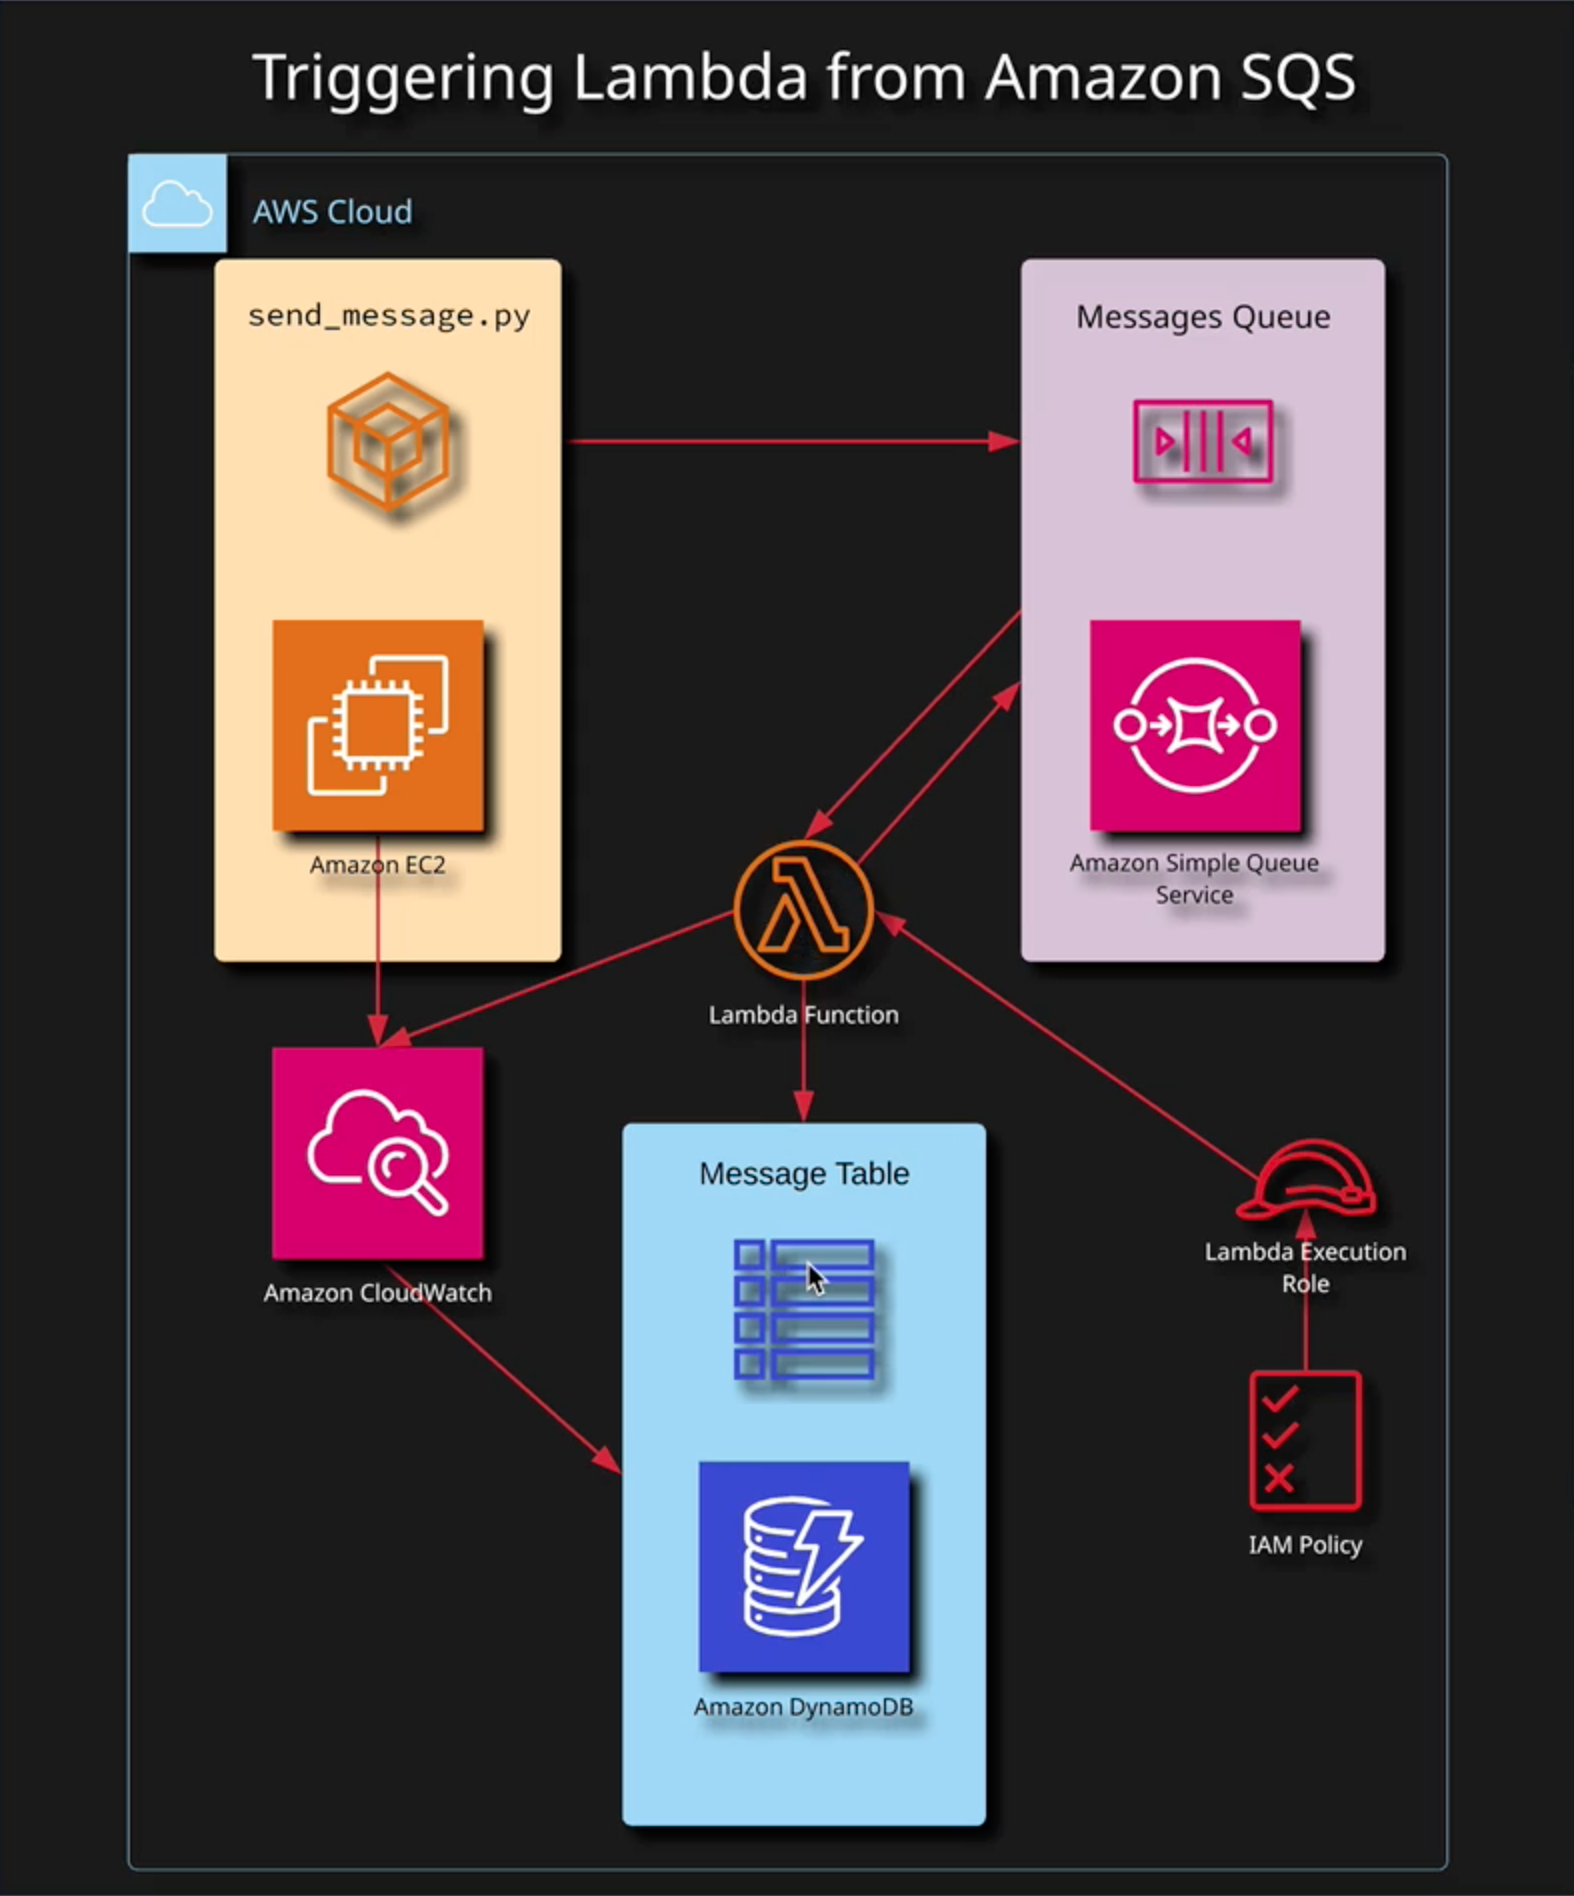 Triggering Lambda from Amazon SQS
AWS Cloud
send_message.py
Messages Queue
Amazon EC2
Amazon Simple Queue
Service
Lambda Function
Message Table
Amazon CloudWatch
Lambda Execution
Role
IAM Policy
Amazon DynamoDB